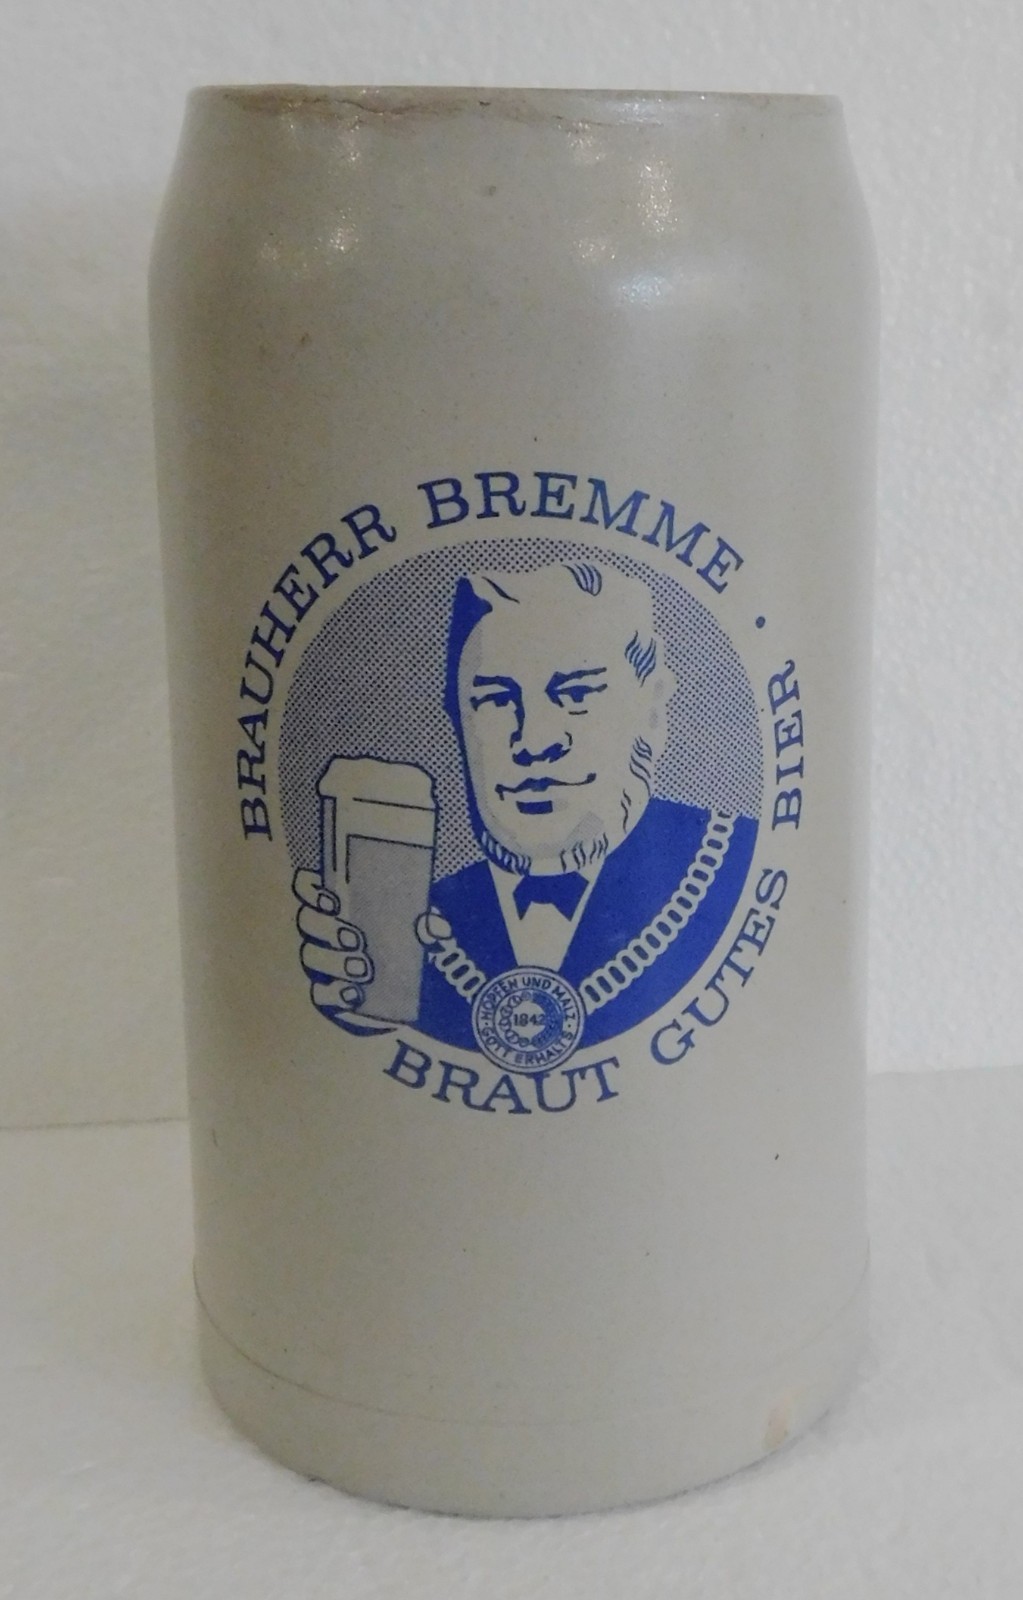 BRAUHERR BREMME · BRAUT GUTES BIER
HOPFEN UND MALZ · GOTT ERHALTS ·
1842